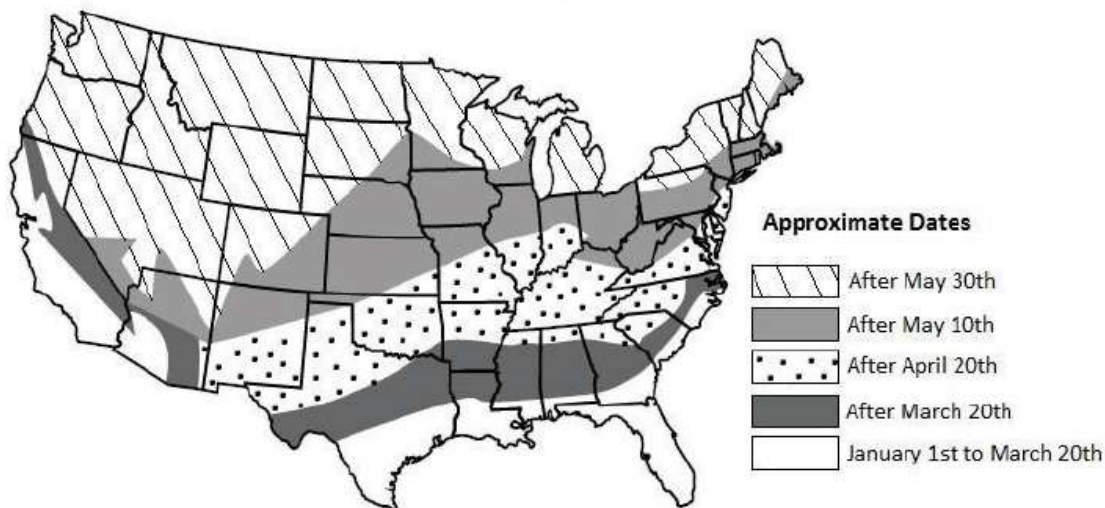 Approximate Dates
After May 30th
After May 10th
After April 20th
After March 20th
January 1st to March 20th